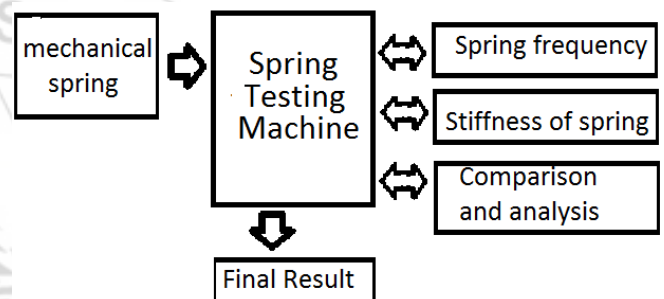 mechanical
spring
Spring
Testing
Machine
Spring frequency
Stiffness of spring
Comparison
and analysis
Final Result